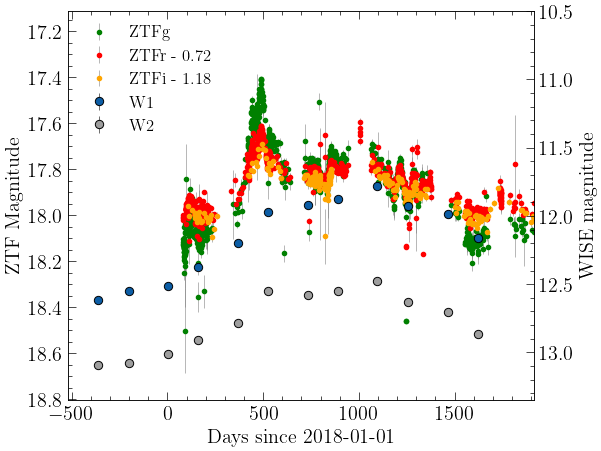 ZTFg
ZTFr - 0.72
ZTFi - 1.18
W1
W2
ZTF Magnitude
17.2
17.4
17.6
17.8
18.0
18.2
18.4
18.6
18.8
WISE magnitude
10.5
11.0
11.5
12.0
12.5
13.0
−500
0
500
1000
1500
Days since 2018-01-01